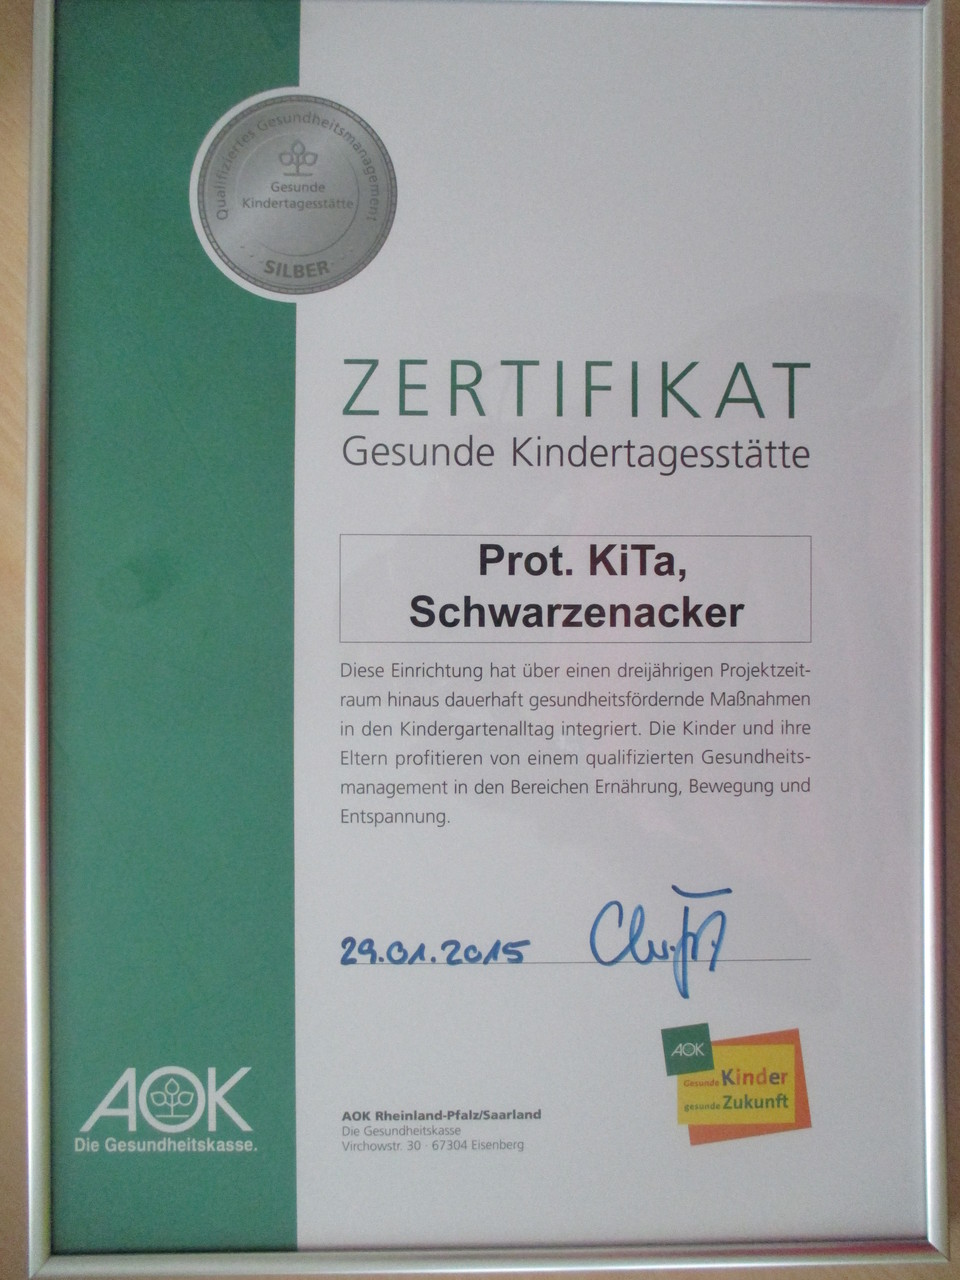 Qualifiziertes Gesundheitsmanagement
Gesunde
Kindertagesstätte
SILBER
ZERTIFIKAT
Gesunde Kindertagesstätte
Prot. KiTa,
Schwarzenacker
Diese Einrichtung hat über einen dreijährigen Projektzeit-
raum hinaus dauerhaft gesundheitsfördernde Maßnahmen
in den Kindergartenalltag integriert. Die Kinder und ihre
Eltern profitieren von einem qualifizierten Gesundheits-
management in den Bereichen Ernährung, Bewegung und
Entspannung.
29.01.2015
AOK
Die Gesundheitskasse.
AOK Rheinland-Pfalz/Saarland
Die Gesundheitskasse
Virchowstr. 30 · 67304 Eisenberg
AOK
Gesunde Kinder
gesunde Zukunft